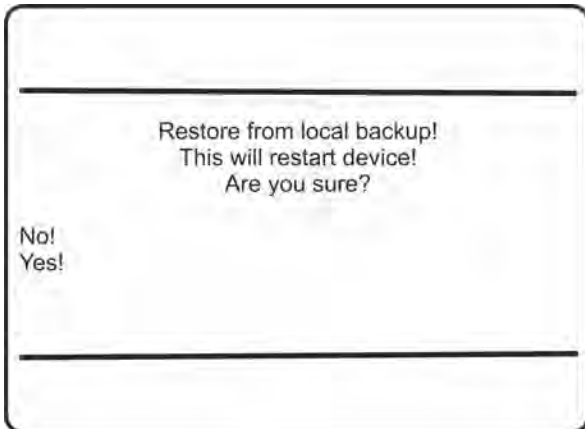 Restore from local backup!
This will restart device!
Are you sure?
No!
Yes!